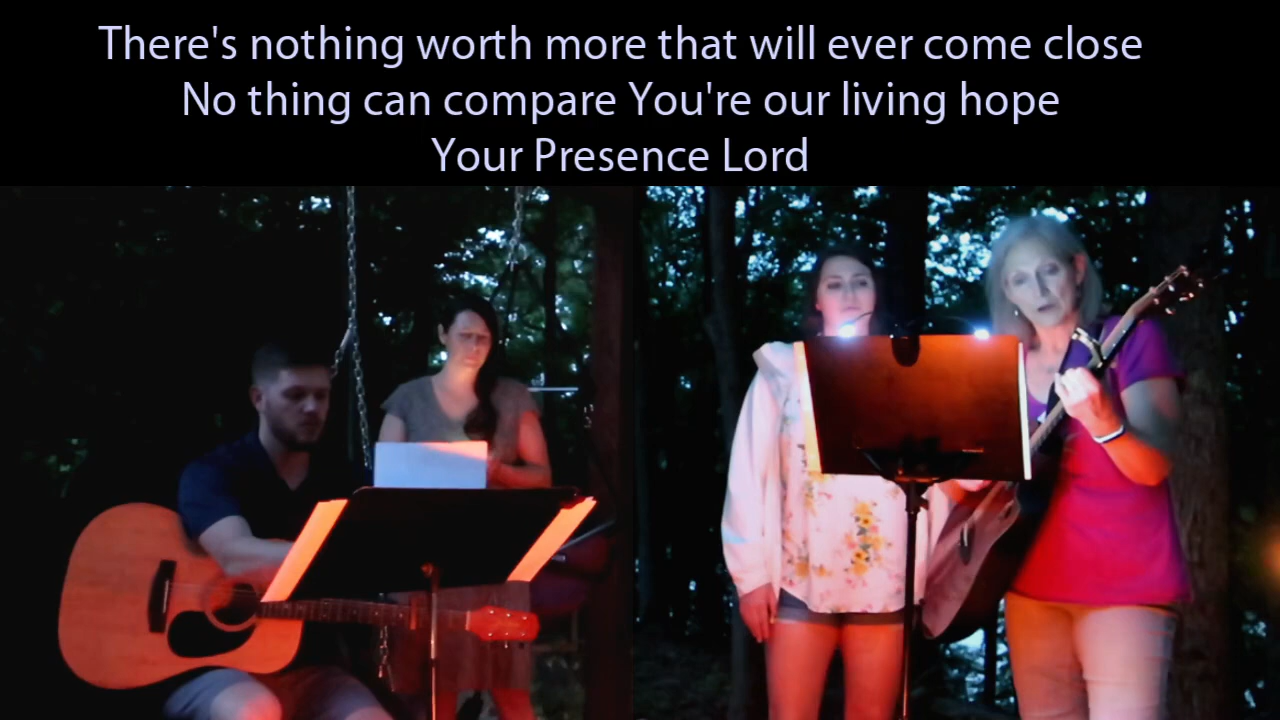 There's nothing worth more that will ever come close
No thing can compare You're our living hope
Your Presence Lord